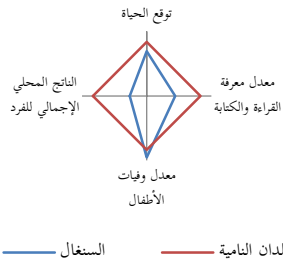 توقع الحياة
معدل معرفة
القراءة والكتابة
الناتج المحلي
الإجمالي للفرد
معدل وفيات
الأطفال
لدان النامية
السنغال